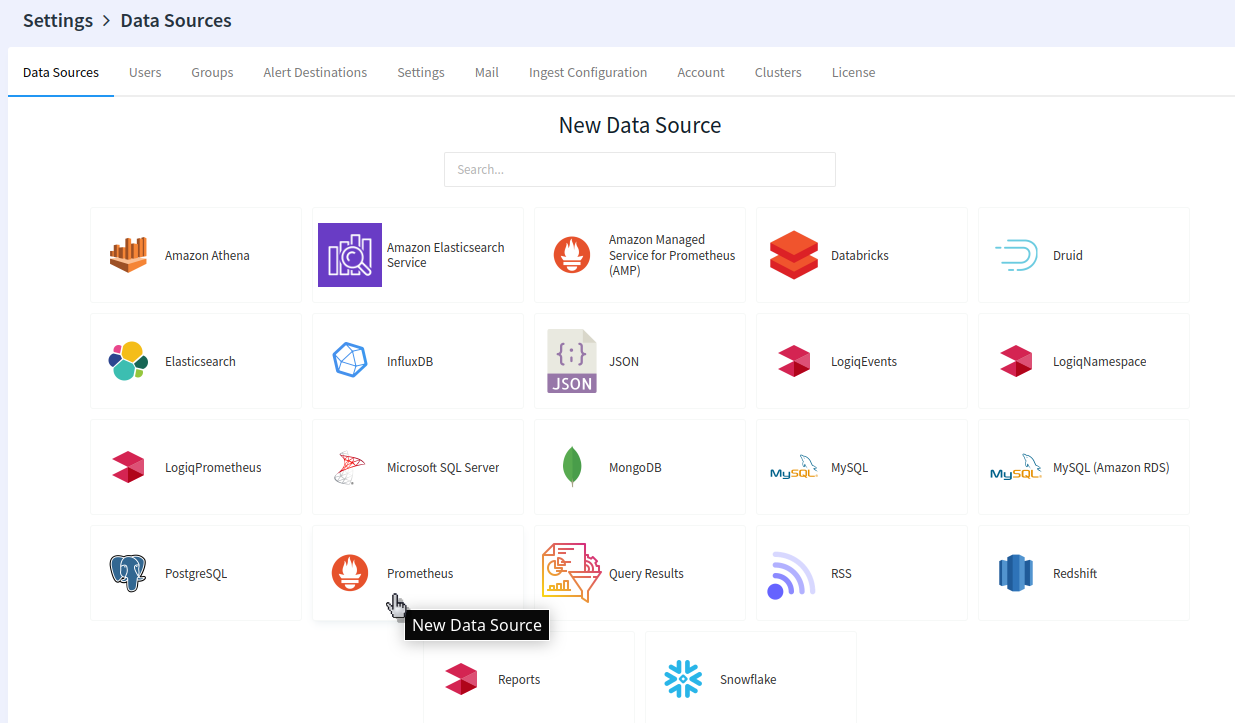 Settings > Data Sources
Data Sources Users Groups Alert Destinations Settings Mail Ingest Configuration Account Clusters License
New Data Source
Search...
Amazon Athena
Amazon Elasticsearch
Service
Amazon Managed
Service for Prometheus
(AMP)
Databricks
Druid
Elasticsearch
InfluxDB
{:}
JSON
JSON
LogiqEvents
LogiqNamespace
LogiqPrometheus
Microsoft SQL Server
MongoDB
MySQL
MySQL
MySQL
MySQL (Amazon RDS)
PostgreSQL
Prometheus
Query Results
RSS
Redshift
New Data Source
Reports
Snowflake